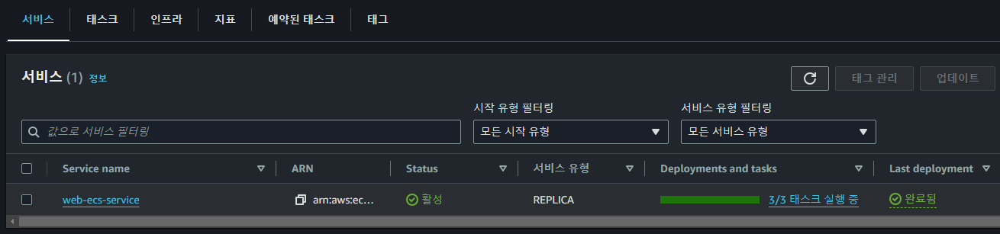 서비스 태스크 인프라 지표 예약된 태스크 태그
서비스 (1) 정보
태그 관리 업데이트
시작 유형 필터링 서비스 유형 필터링
값으로 서비스 필터링 모든 시작 유형 모든 서비스 유형
Service name ARN Status 서비스 유형 Deployments and tasks Last deployment
web-ecs-service arn:aws:ec... 활성 REPLICA 3/3 태스크 실행 중 완료됨